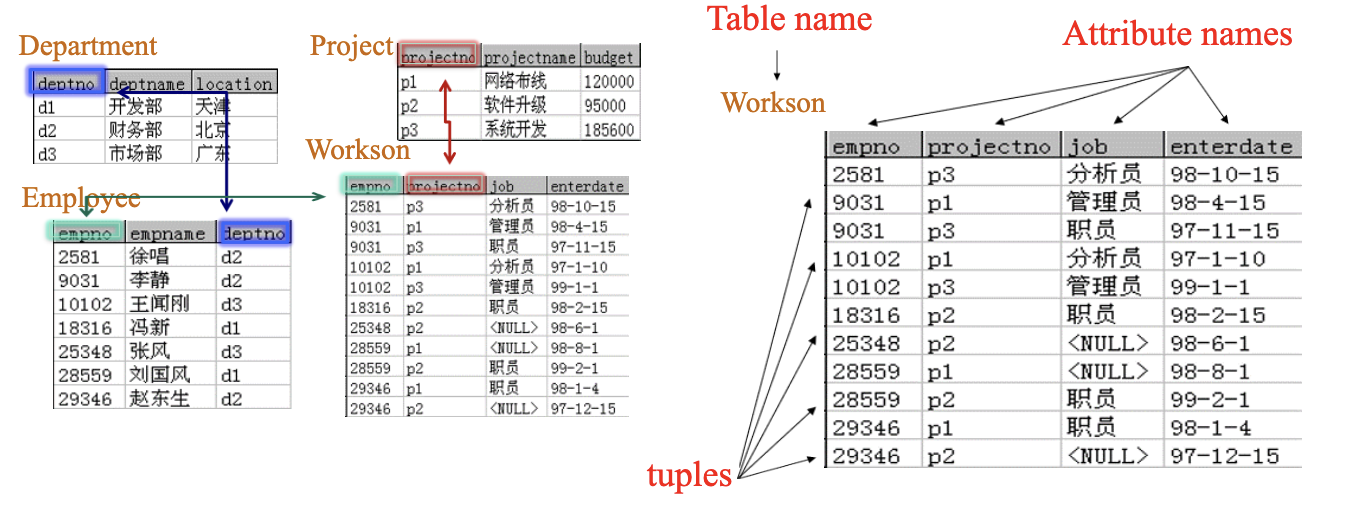 Department
deptno deptname location
d1 开发部 天津
d2 财务部 北京
d3 市场部 广东
Project
projectno projectname budget
p1 网络布线 120000
p2 软件升级 95000
p3 系统开发 185600
Employee
empno empname deptno
2581 徐唱 d2
9031 李静 d2
10102 王闻刚 d3
18316 冯新 d1
25348 张风 d3
28559 刘国风 d1
29346 赵东生 d2
Workson
empno projectno job enterdate
2581 p3 分析员 98-10-15
9031 p1 管理员 98-4-15
9031 p3 职员 97-11-15
10102 p1 分析员 97-1-10
10102 p3 管理员 99-1-1
18316 p2 职员 98-2-15
25348 p2 <NULL> 98-6-1
28559 p1 <NULL> 98-8-1
28559 p2 职员 99-2-1
29346 p1 职员 98-1-4
29346 p2 <NULL> 97-12-15
Table name
Attribute names
Workson
empno projectno job enterdate
2581 p3 分析员 98-10-15
9031 p1 管理员 98-4-15
9031 p3 职员 97-11-15
10102 p1 分析员 97-1-10
10102 p3 管理员 99-1-1
18316 p2 职员 98-2-15
25348 p2 <NULL> 98-6-1
28559 p1 <NULL> 98-8-1
28559 p2 职员 99-2-1
29346 p1 职员 98-1-4
29346 p2 <NULL> 97-12-15
tuples